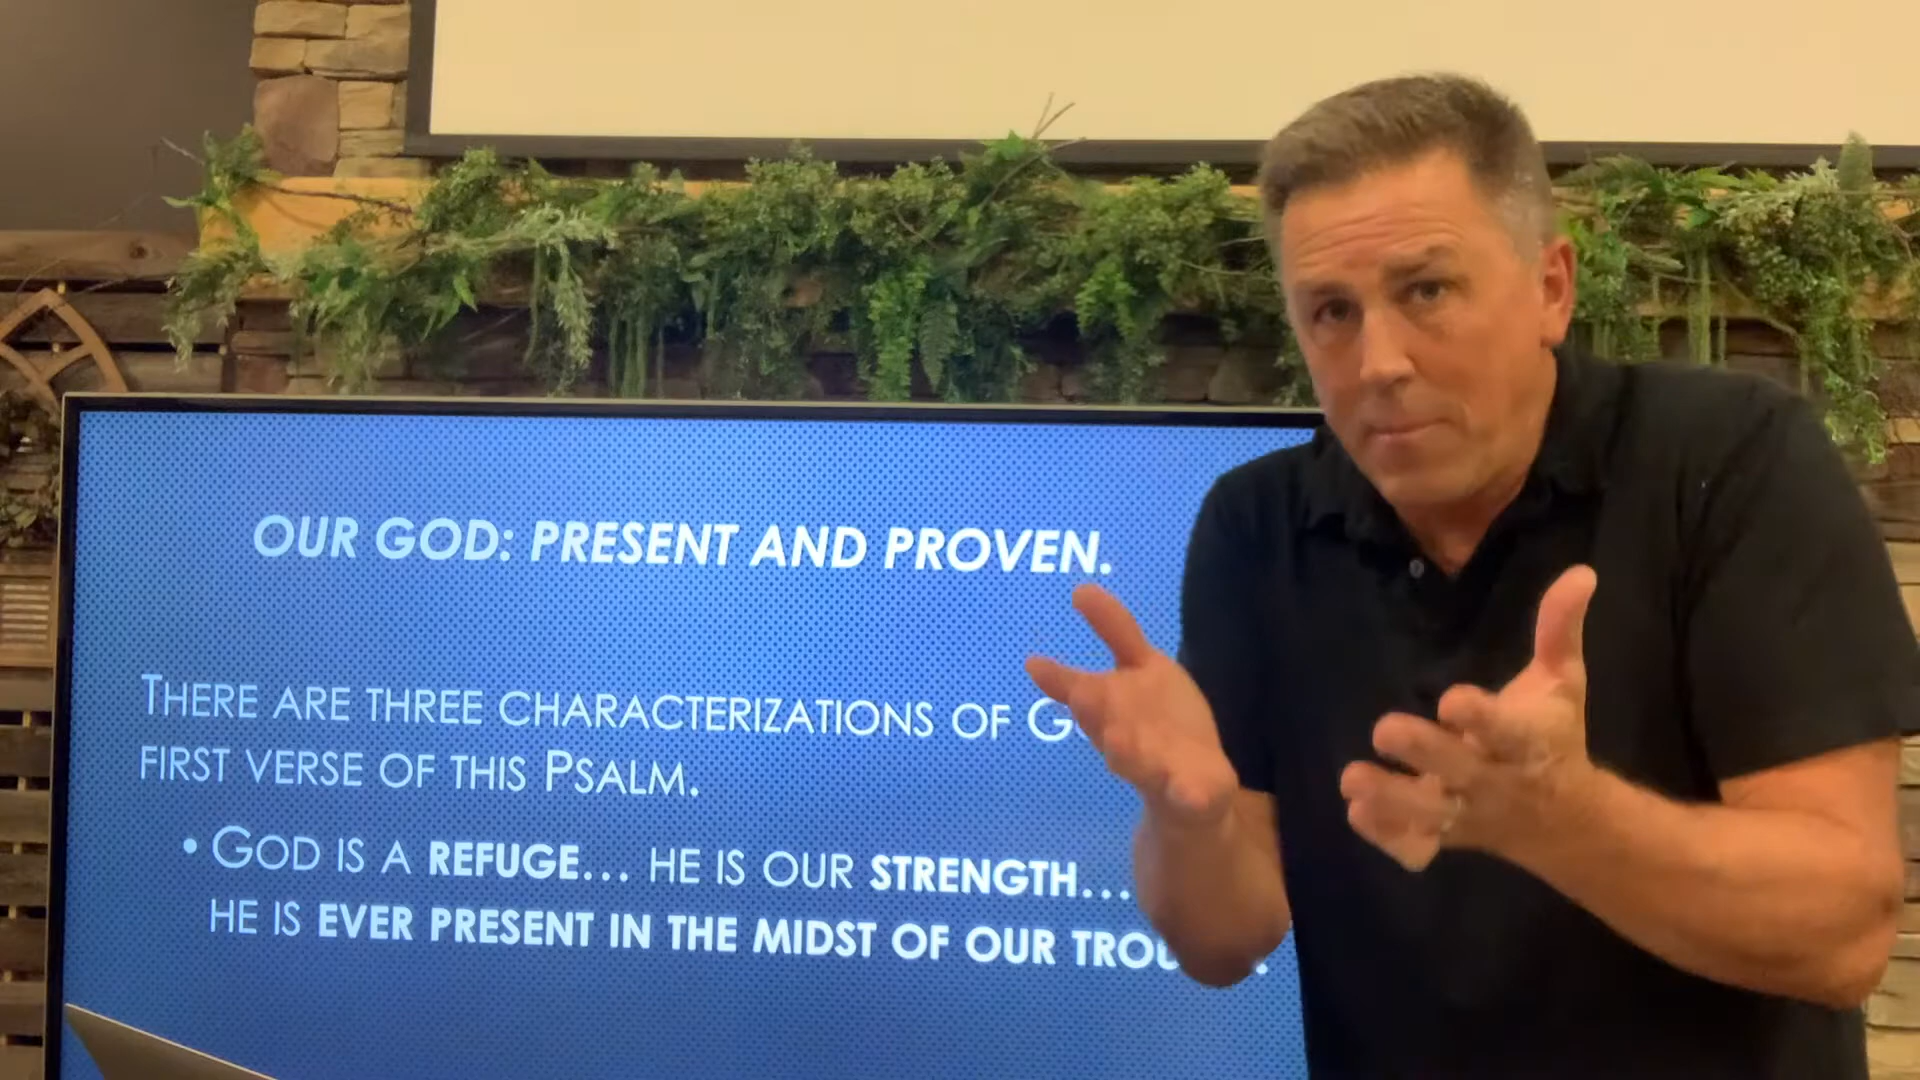 OUR GOD: PRESENT AND PROVEN.
THERE ARE THREE CHARACTERIZATIONS OF
FIRST VERSE OF THIS PSALM.
• GOD IS A REFUGE... HE IS OUR STRENGTH...
HE IS EVER PRESENT IN THE MIDST OF OUR